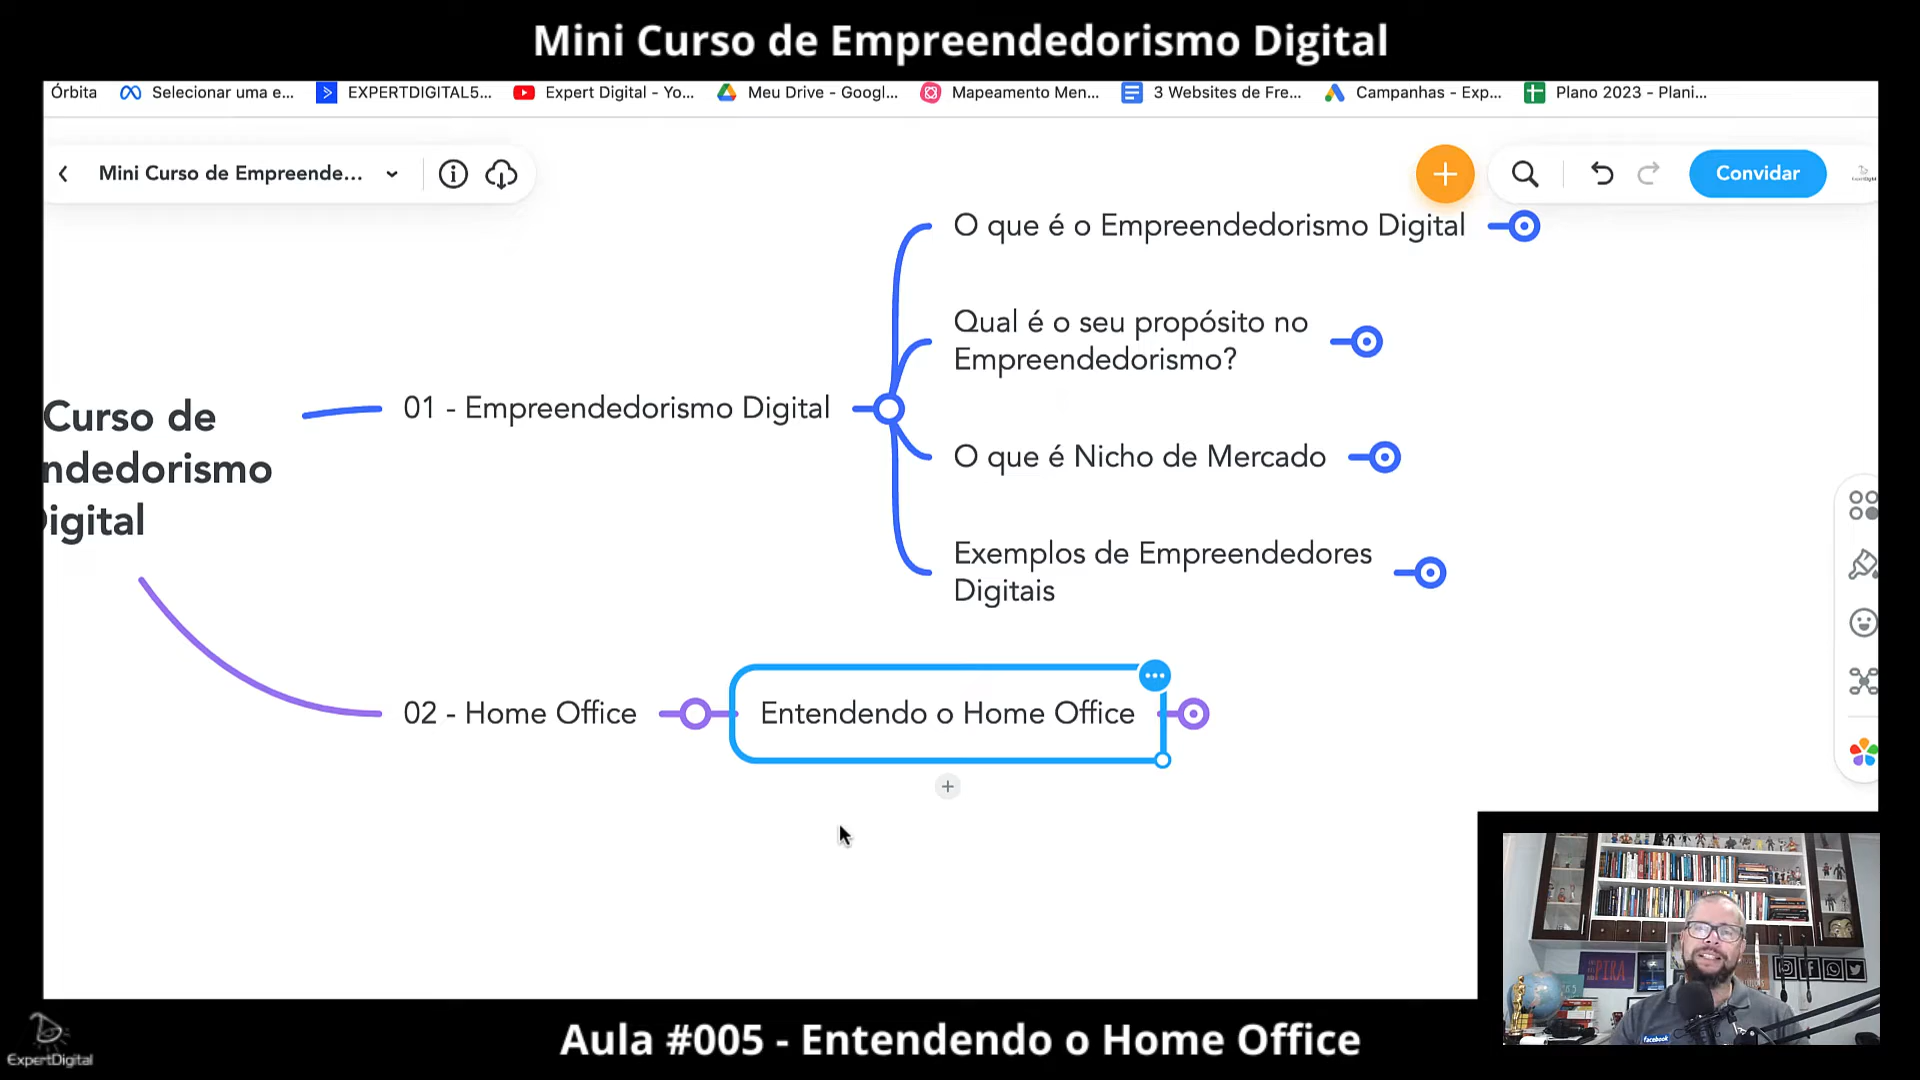 Mini Curso de Empreendedorismo Digital
Órbita
Selecionar uma e...
EXPERTDIGITAL5...
Expert Digital - Yo...
Meu Drive - Googl...
Mapeamento Men...
3 Websites de Fre...
Campanhas - Exp...
Plano 2023 - Plani...
Mini Curso de Empreende...
Convidar
O que é o Empreendedorismo Digital
Qual é o seu propósito no
Empreendedorismo?
01 - Empreendedorismo Digital
Curso de
ndedorismo
igital
O que é Nicho de Mercado
Exemplos de Empreendedores
Digitais
02 - Home Office
Entendendo o Home Office
PIRA
facebook
ExpertDigital
Aula #005 - Entendendo o Home Office